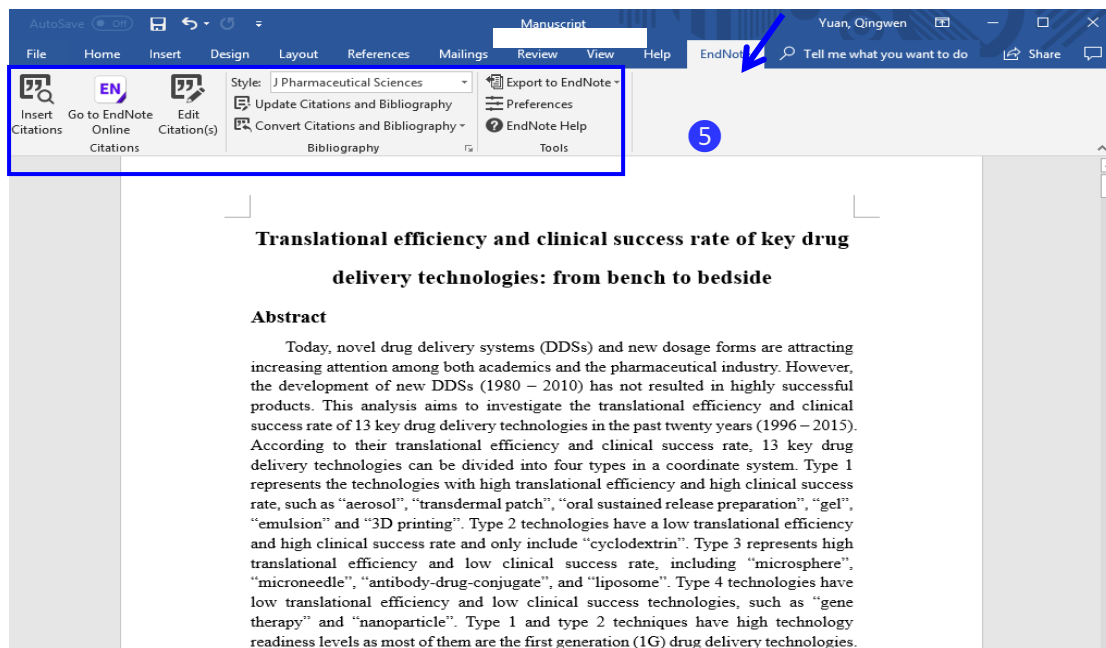 AutoSave Off Manuscript Yuan, Qingwen
File Home Insert Design Layout References Mailings Review View Help EndNote Tell me what you want to do Share
Insert Citations
EN Go to EndNote Online
Edit Citation(s)
Citations
Style: J Pharmaceutical Sciences
Update Citations and Bibliography
Convert Citations and Bibliography
Bibliography
Export to EndNote
Preferences
EndNote Help
Tools
5
Translational efficiency and clinical success rate of key drug
delivery technologies: from bench to bedside
Abstract
Today, novel drug delivery systems (DDSs) and new dosage forms are attracting
increasing attention among both academics and the pharmaceutical industry. However,
the development of new DDSs (1980 – 2010) has not resulted in highly successful
products. This analysis aims to investigate the translational efficiency and clinical
success rate of 13 key drug delivery technologies in the past twenty years (1996 – 2015).
According to their translational efficiency and clinical success rate, 13 key drug
delivery technologies can be divided into four types in a coordinate system. Type 1
represents the technologies with high translational efficiency and high clinical success
rate, such as “aerosol”, “transdermal patch”, “oral sustained release preparation”, “gel”,
“emulsion” and “3D printing”. Type 2 technologies have a low translational efficiency
and high clinical success rate and only include “cyclodextrin”. Type 3 represents high
translational efficiency and low clinical success rate, including “microsphere”,
“microneedle”, “antibody-drug-conjugate”, and “liposome”. Type 4 technologies have
low translational efficiency and low clinical success technologies, such as “gene
therapy” and “nanoparticle”. Type 1 and type 2 techniques have high technology
readiness levels as most of them are the first generation (1G) drug delivery technologies.